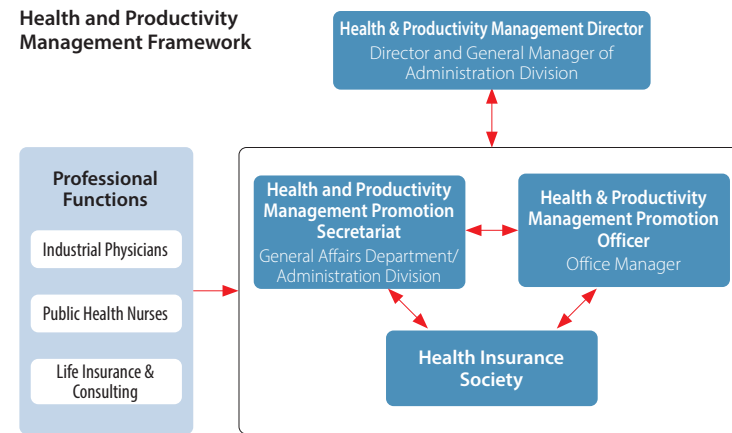 Health and Productivity
Management Framework
Health & Productivity Management Director
Director and General Manager of
Administration Division
Professional
Functions
Industrial Physicians
Public Health Nurses
Life Insurance &
Consulting
Health and Productivity
Management Promotion
Secretariat
General Affairs Department/
Administration Division
Health & Productivity
Management Promotion
Officer
Office Manager
Health Insurance
Society